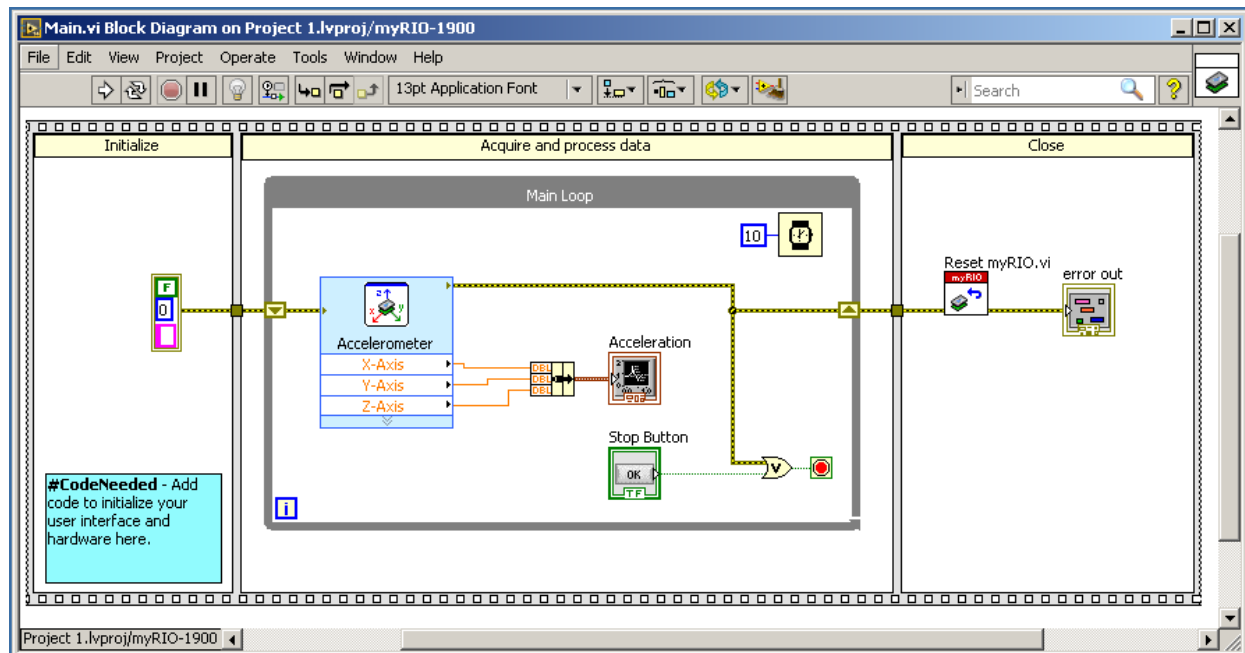 Main.vi Block Diagram on Project 1.lvproj/myRIO-1900
File Edit View Project Operate Tools Window Help
13pt Application Font
Search
Initialize
Acquire and process data
Close
Main Loop
10
Reset myRIO.vi
myRIO
error out
F
0
Accelerometer
X-Axis
Y-Axis
Z-Axis
DBL
DBL
DBL
Acceleration
Stop Button
OK
TF
V
i
#CodeNeeded - Add
code to initialize your
user interface and
hardware here.
Project 1.lvproj/myRIO-1900